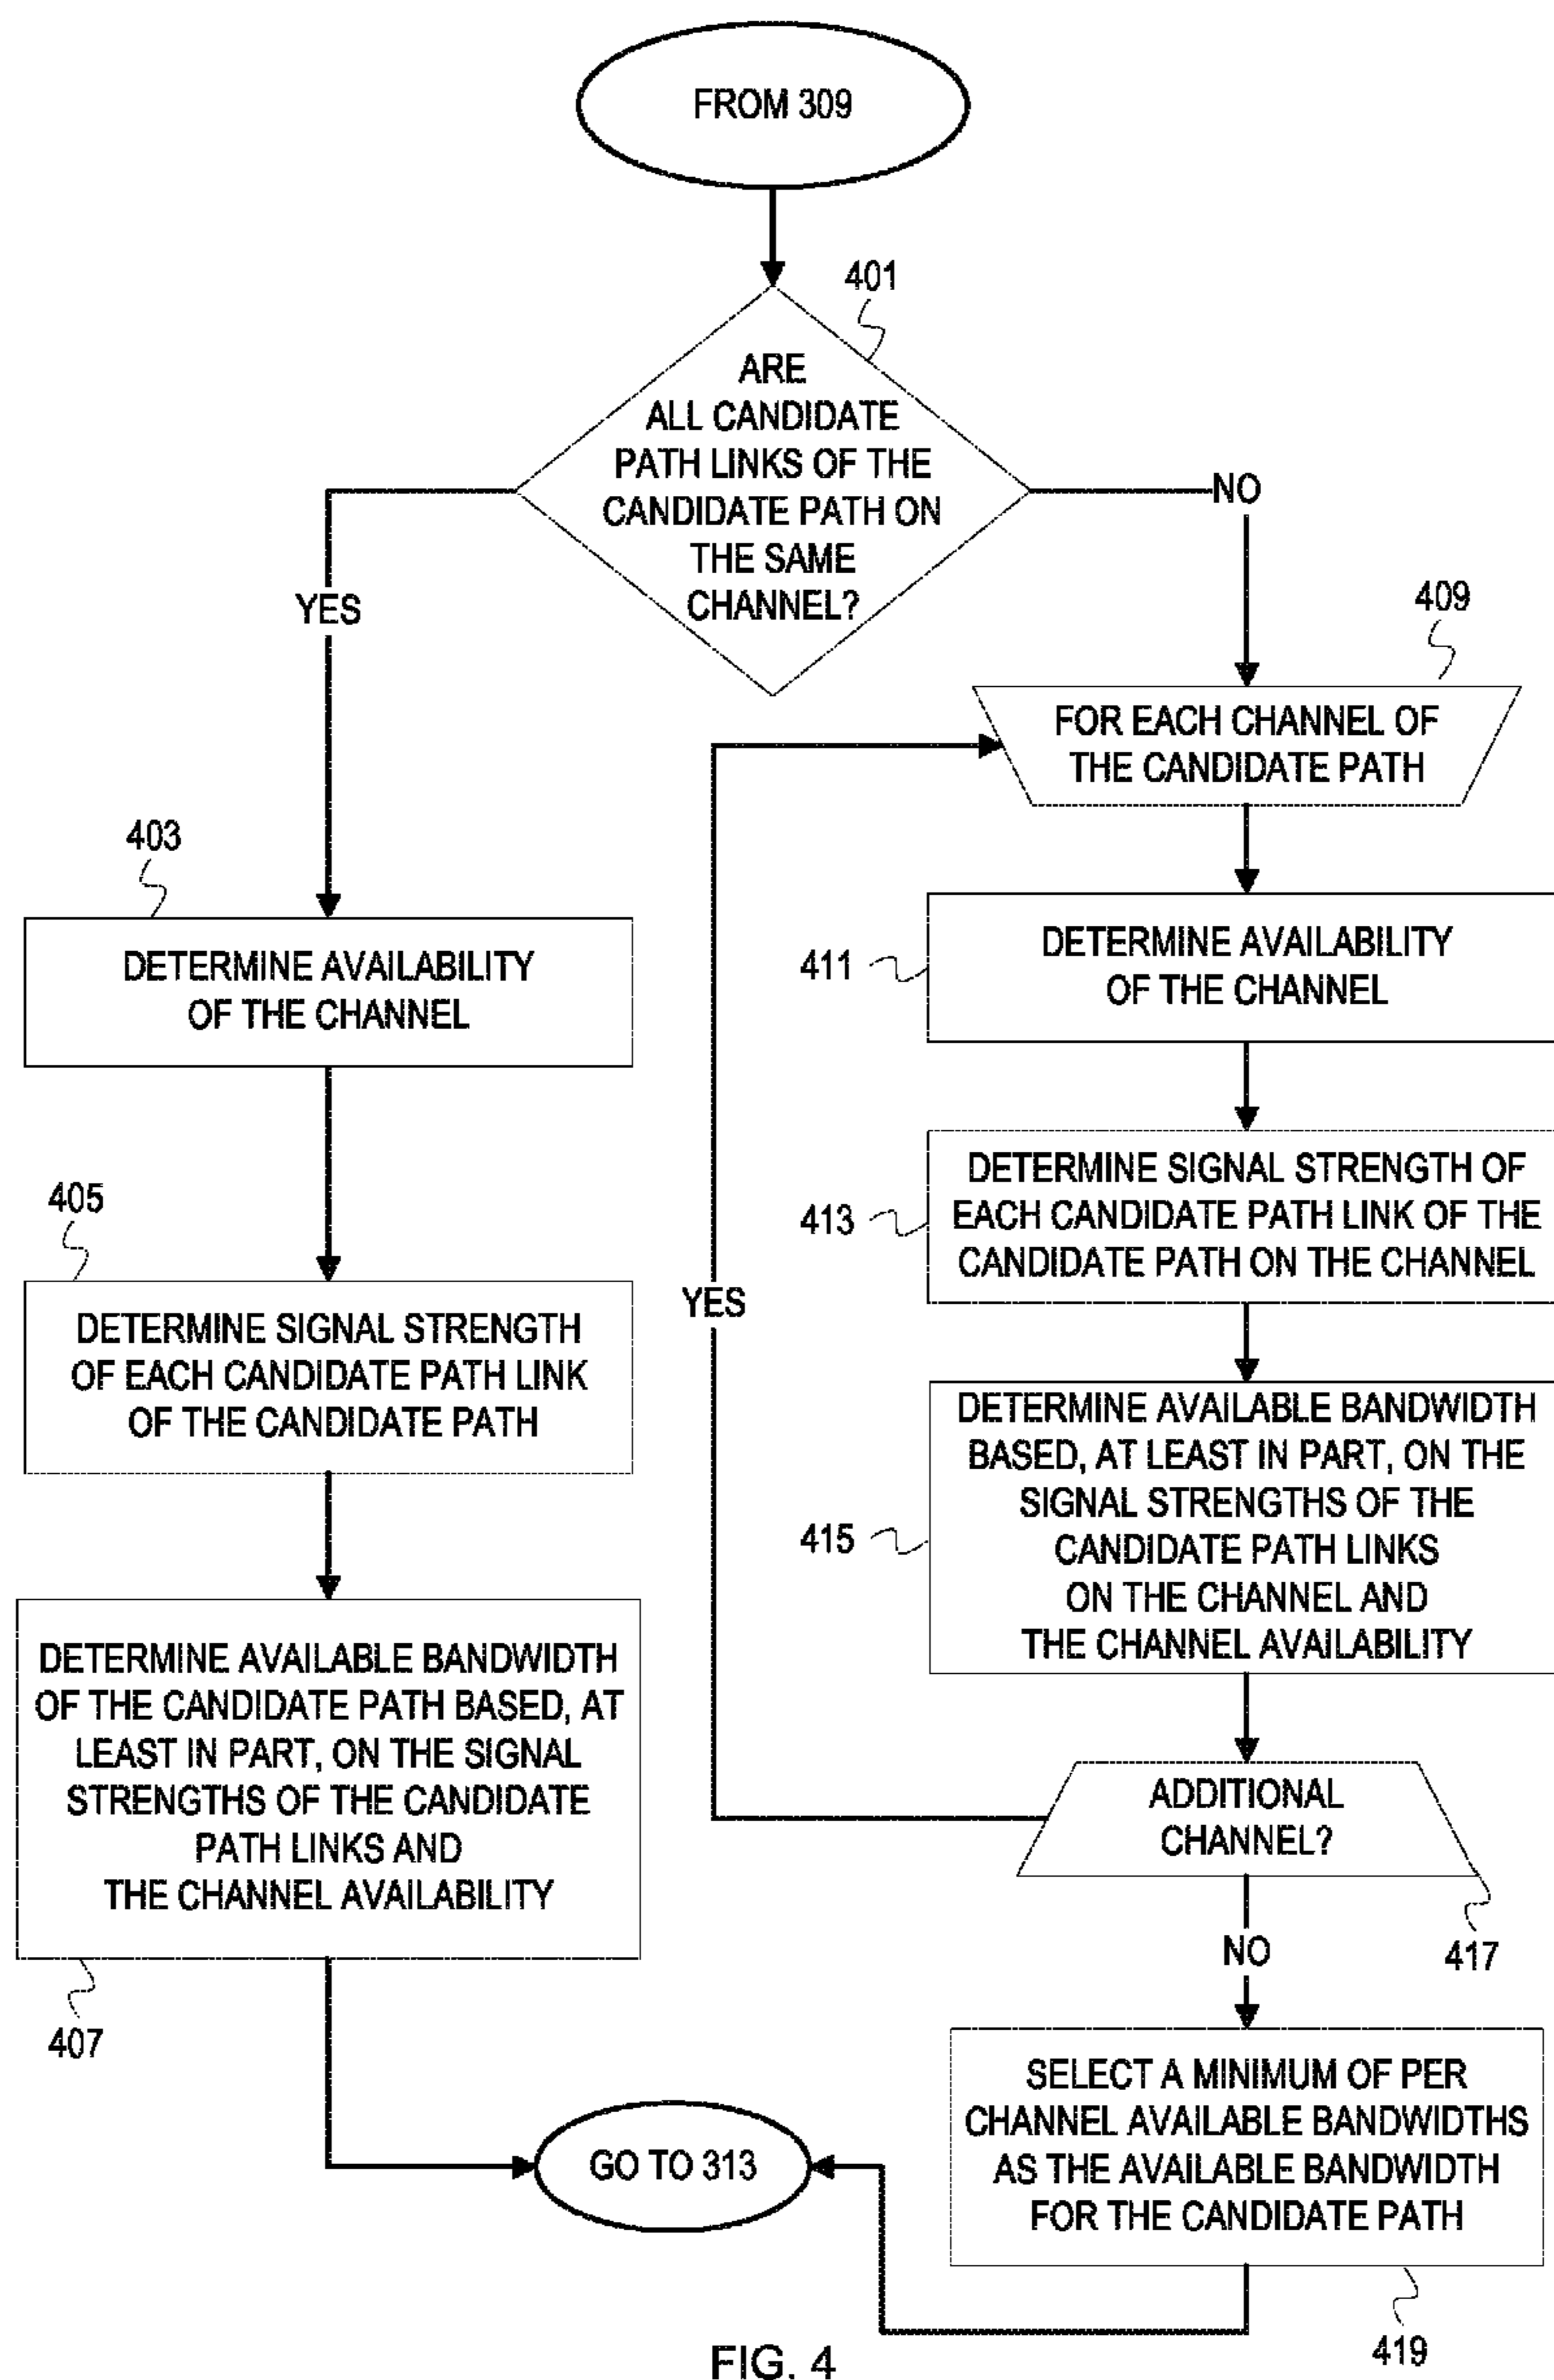 FROM 309
401
ARE
ALL CANDIDATE
PATH LINKS OF THE
CANDIDATE PATH ON
THE SAME
CHANNEL?
YES
NO
403
DETERMINE AVAILABILITY
OF THE CHANNEL
405
DETERMINE SIGNAL STRENGTH
OF EACH CANDIDATE PATH LINK
OF THE CANDIDATE PATH
DETERMINE AVAILABLE BANDWIDTH
OF THE CANDIDATE PATH BASED, AT
LEAST IN PART, ON THE SIGNAL
STRENGTHS OF THE CANDIDATE
PATH LINKS AND
THE CHANNEL AVAILABILITY
407
409
FOR EACH CHANNEL OF
THE CANDIDATE PATH
411
DETERMINE AVAILABILITY
OF THE CHANNEL
413
DETERMINE SIGNAL STRENGTH OF
EACH CANDIDATE PATH LINK OF THE
CANDIDATE PATH ON THE CHANNEL
YES
415
DETERMINE AVAILABLE BANDWIDTH
BASED, AT LEAST IN PART, ON THE
SIGNAL STRENGTHS OF THE
CANDIDATE PATH LINKS
ON THE CHANNEL AND
THE CHANNEL AVAILABILITY
ADDITIONAL
CHANNEL?
417
NO
SELECT A MINIMUM OF PER
CHANNEL AVAILABLE BANDWIDTHS
AS THE AVAILABLE BANDWIDTH
FOR THE CANDIDATE PATH
419
GO TO 313
FIG. 4